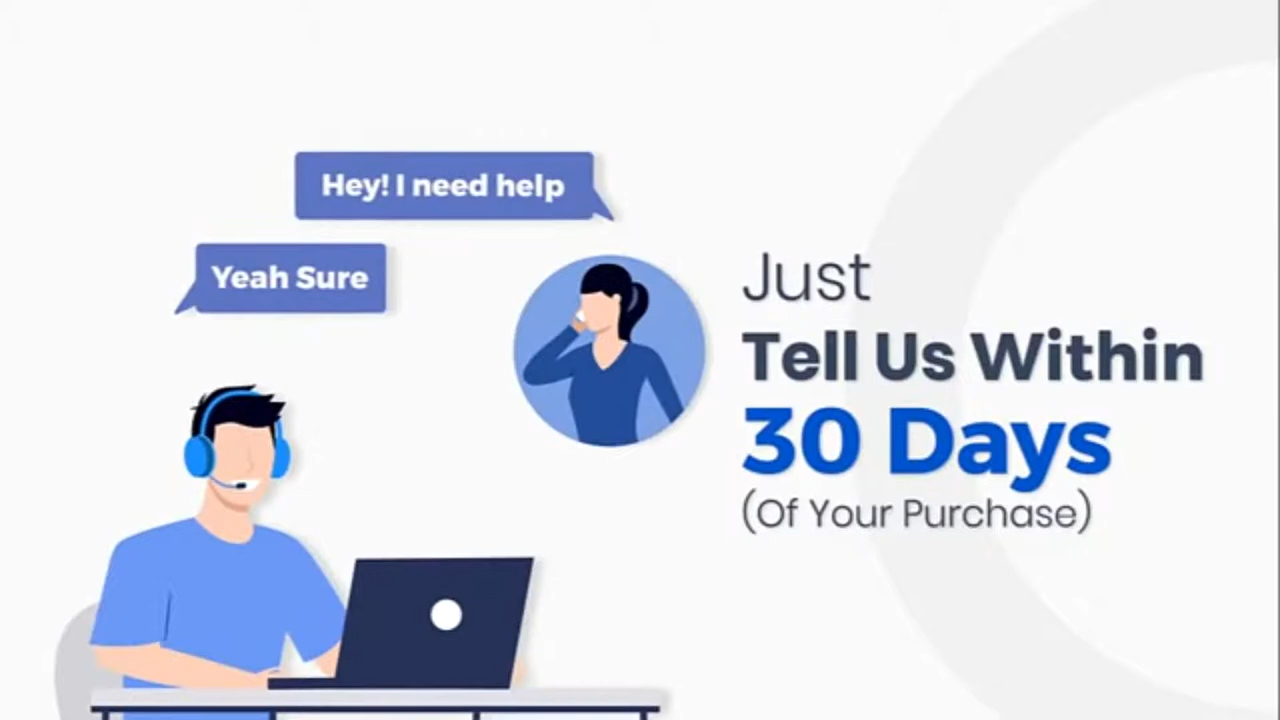 Hey! I need help
Yeah Sure
Just
Tell Us Within
30 Days
(Of Your Purchase)